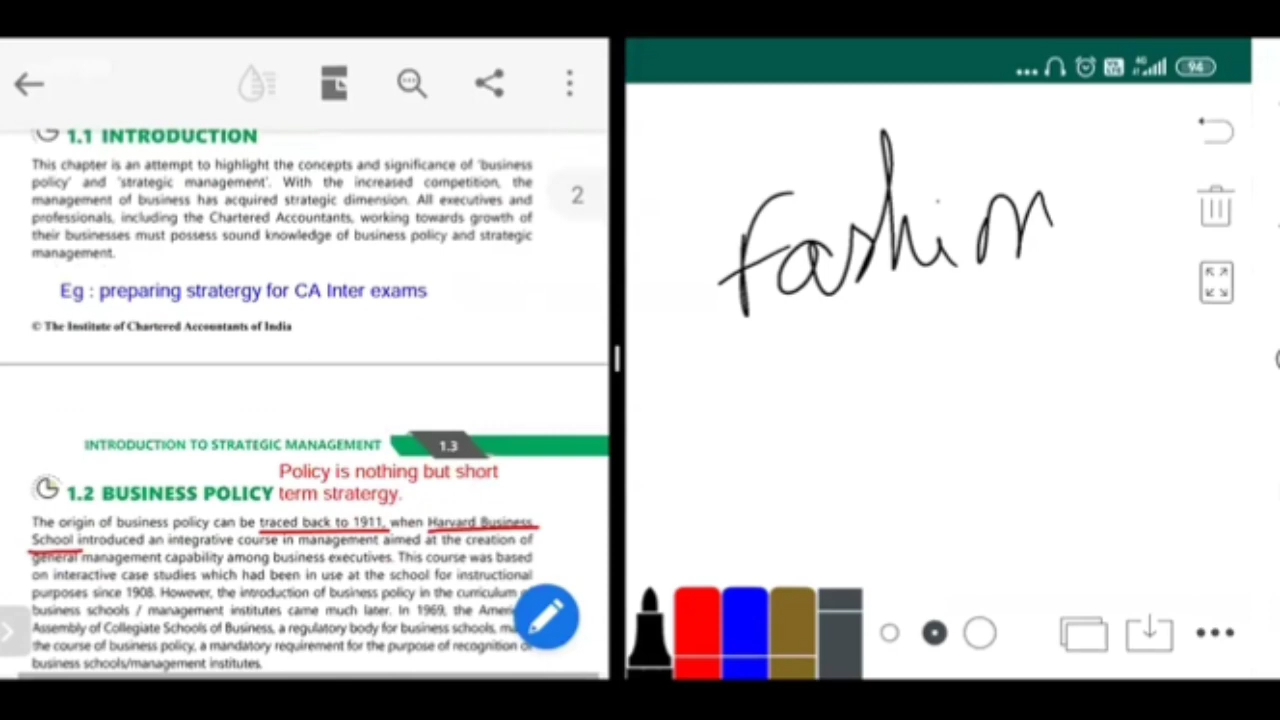 94
1.1 INTRODUCTION
This chapter is an attempt to highlight the concepts and significance of 'business
policy' and 'strategic management'. With the increased competition, the
management of business has acquired strategic dimension. All executives and
professionals, including the Chartered Accountants, working towards growth of
their businesses must possess sound knowledge of business policy and strategic
management.
2
Eg : preparing stratergy for CA Inter exams
© The Institute of Chartered Accountants of India
INTRODUCTION TO STRATEGIC MANAGEMENT 1.3
Policy is nothing but short
term stratergy.
1.2 BUSINESS POLICY
The origin of business policy can be traced back to 1911, when Harvard Business
School introduced an integrative course in management aimed at the creation of
general management capability among business executives. This course was based
on interactive case studies which had been in use at the school for instructional
purposes since 1908. However, the introduction of business policy in the curriculum
business schools / management institutes came much later. In 1969, the
Assembly of Collegiate Schools of Business, a regulatory body for business schools,
the course of business policy, a mandatory requirement for the purpose of recognition
business schools/management institutes.
Fashion